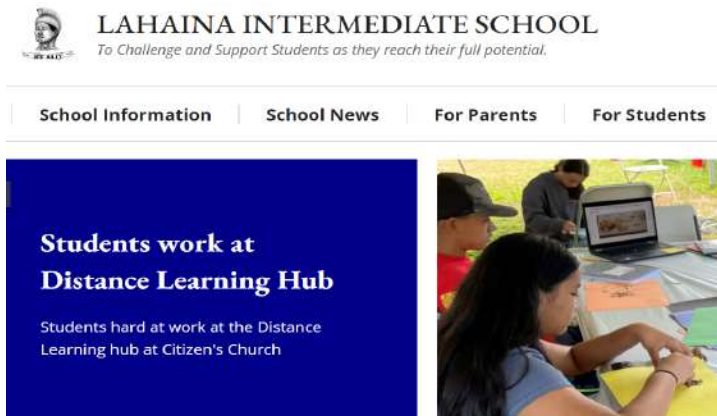 LAHAINA INTERMEDIATE SCHOOL
To Challenge and Support Students as they reach their full potential.
School Information
School News
For Parents
For Students
Students work at
Distance Learning Hub
Students hard at work at the Distance
Learning hub at Citizen's Church